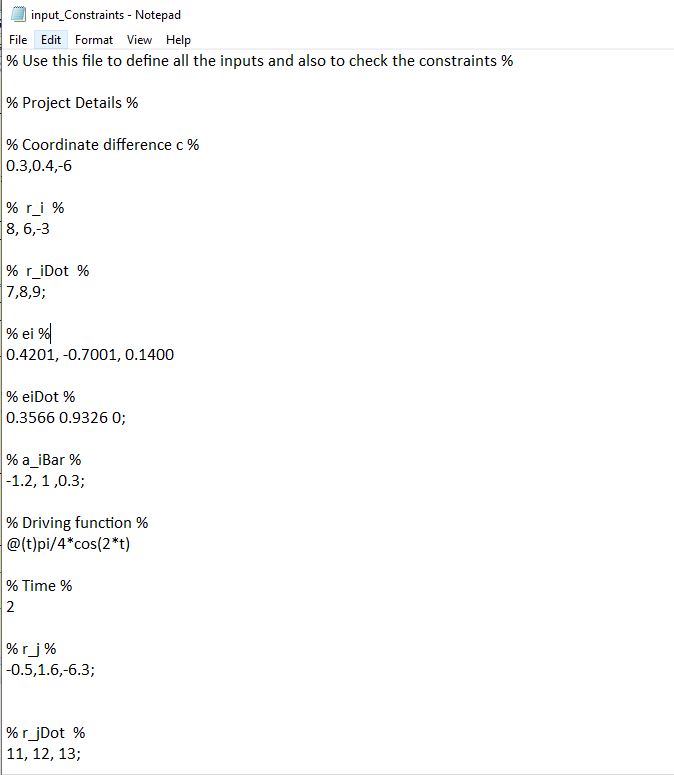 input_Constraints - Notepad
File Edit Format View Help
% Use this file to define all the inputs and also to check the constraints %
% Project Details %
% Coordinate difference c %
0.3,0.4,-6
% r_i %
8, 6,-3
% r_iDot %
7,8,9;
% ei %
0.4201, -0.7001, 0.1400
% eiDot %
0.3566 0.9326 0;
% a_iBar %
-1.2, 1 ,0.3;
% Driving function %
@(t)pi/4*cos(2*t)
% Time %
2
% r_j %
-0.5,1.6,-6.3;
% r_jDot %
11, 12, 13;